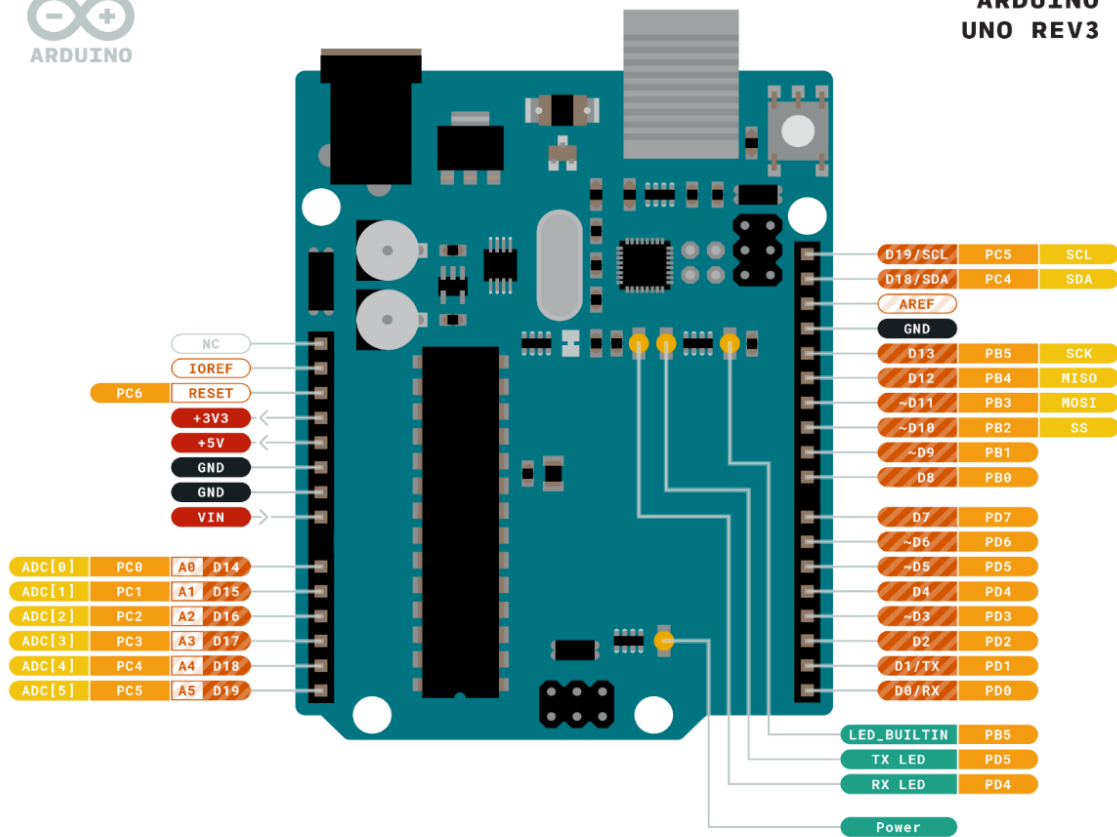 ARDUINO
ARDUINO
UNO REV3
NC
IOREF
PC6 RESET
+3V3
+5V
GND
GND
VIN
ADC[0] PC0 A0 D14
ADC[1] PC1 A1 D15
ADC[2] PC2 A2 D16
ADC[3] PC3 A3 D17
ADC[4] PC4 A4 D18
ADC[5] PC5 A5 D19
D19/SCL PC5 SCL
D18/SDA PC4 SDA
AREF
GND
D13 PB5 SCK
D12 PB4 MISO
~D11 PB3 MOSI
~D10 PB2 SS
~D9 PB1
D8 PB0
D7 PD7
~D6 PD6
~D5 PD5
D4 PD4
~D3 PD3
D2 PD2
D1/TX PD1
D0/RX PD0
LED_BUILTIN PB5
TX LED PD5
RX LED PD4
Power